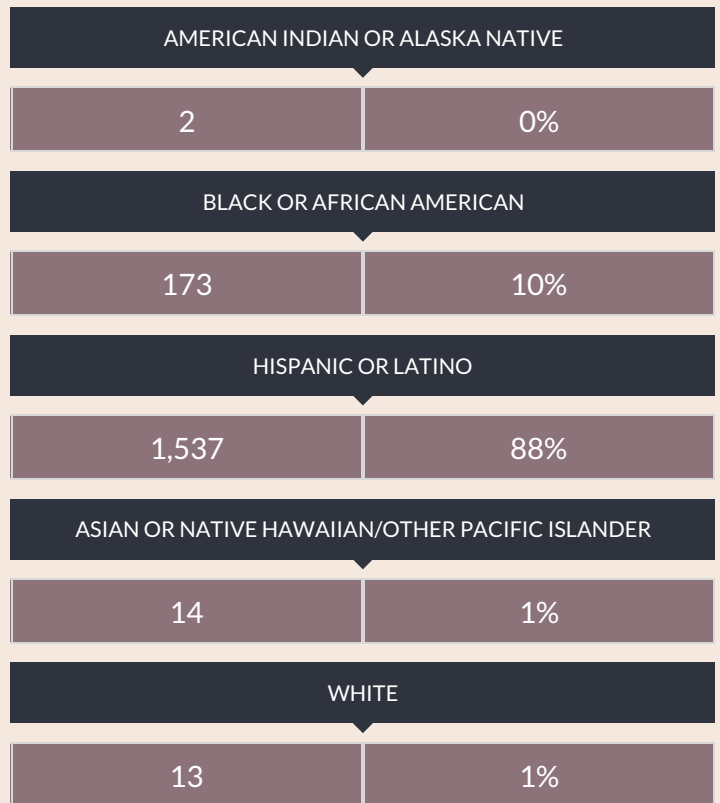 AMERICAN INDIAN OR ALASKA NATIVE
2 0%
BLACK OR AFRICAN AMERICAN
173 10%
HISPANIC OR LATINO
1,537 88%
ASIAN OR NATIVE HAWAIIAN/OTHER PACIFIC ISLANDER
14 1%
WHITE
13 1%